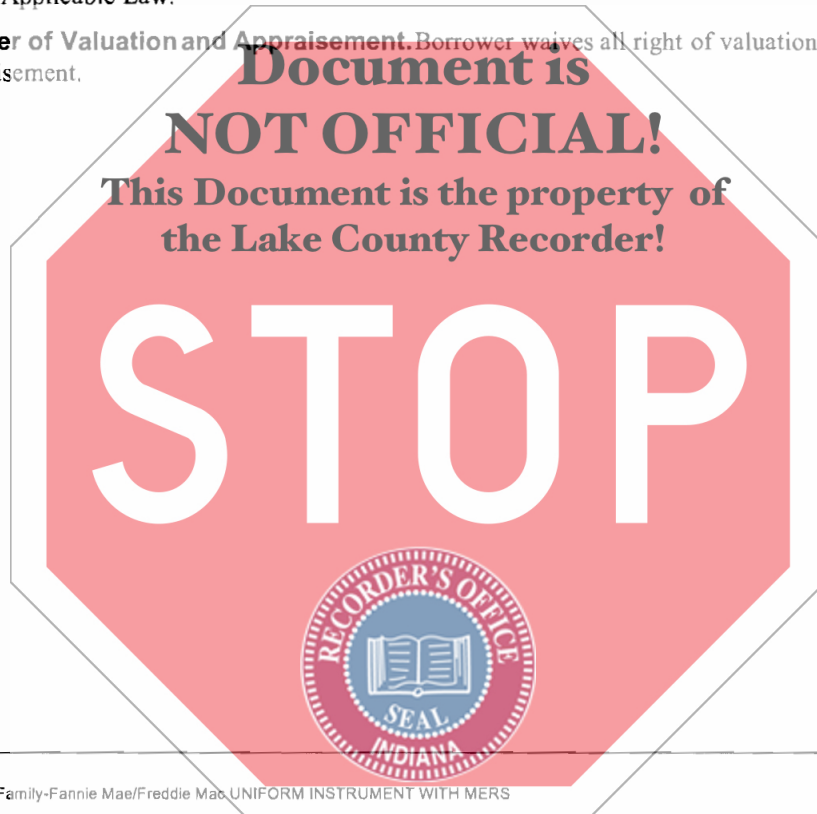 Applicable Law.
er of Valuation and Appraisement. Borrower waives all right of valuation
sement.
Document is
NOT OFFICIAL!
This Document is the property of
the Lake County Recorder!
STOP
RECORDER'S OFFICE
SEAL
INDIANA
Family-Fannie Mae/Freddie Mac UNIFORM INSTRUMENT WITH MERS